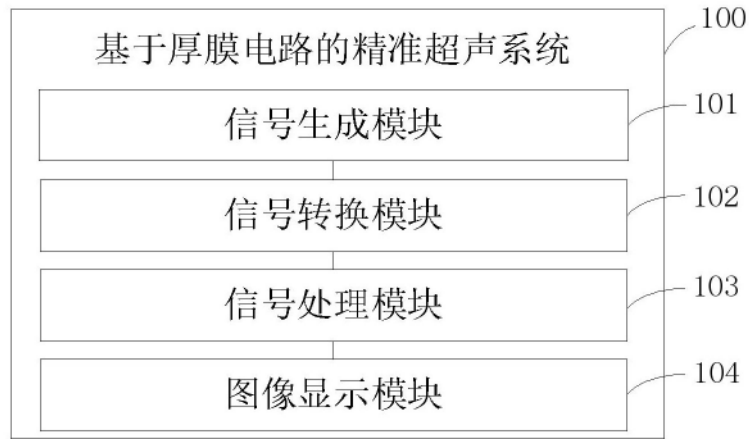 100
基于厚膜电路的精准超声系统
信号生成模块
101
信号转换模块
102
信号处理模块
103
图像显示模块
104